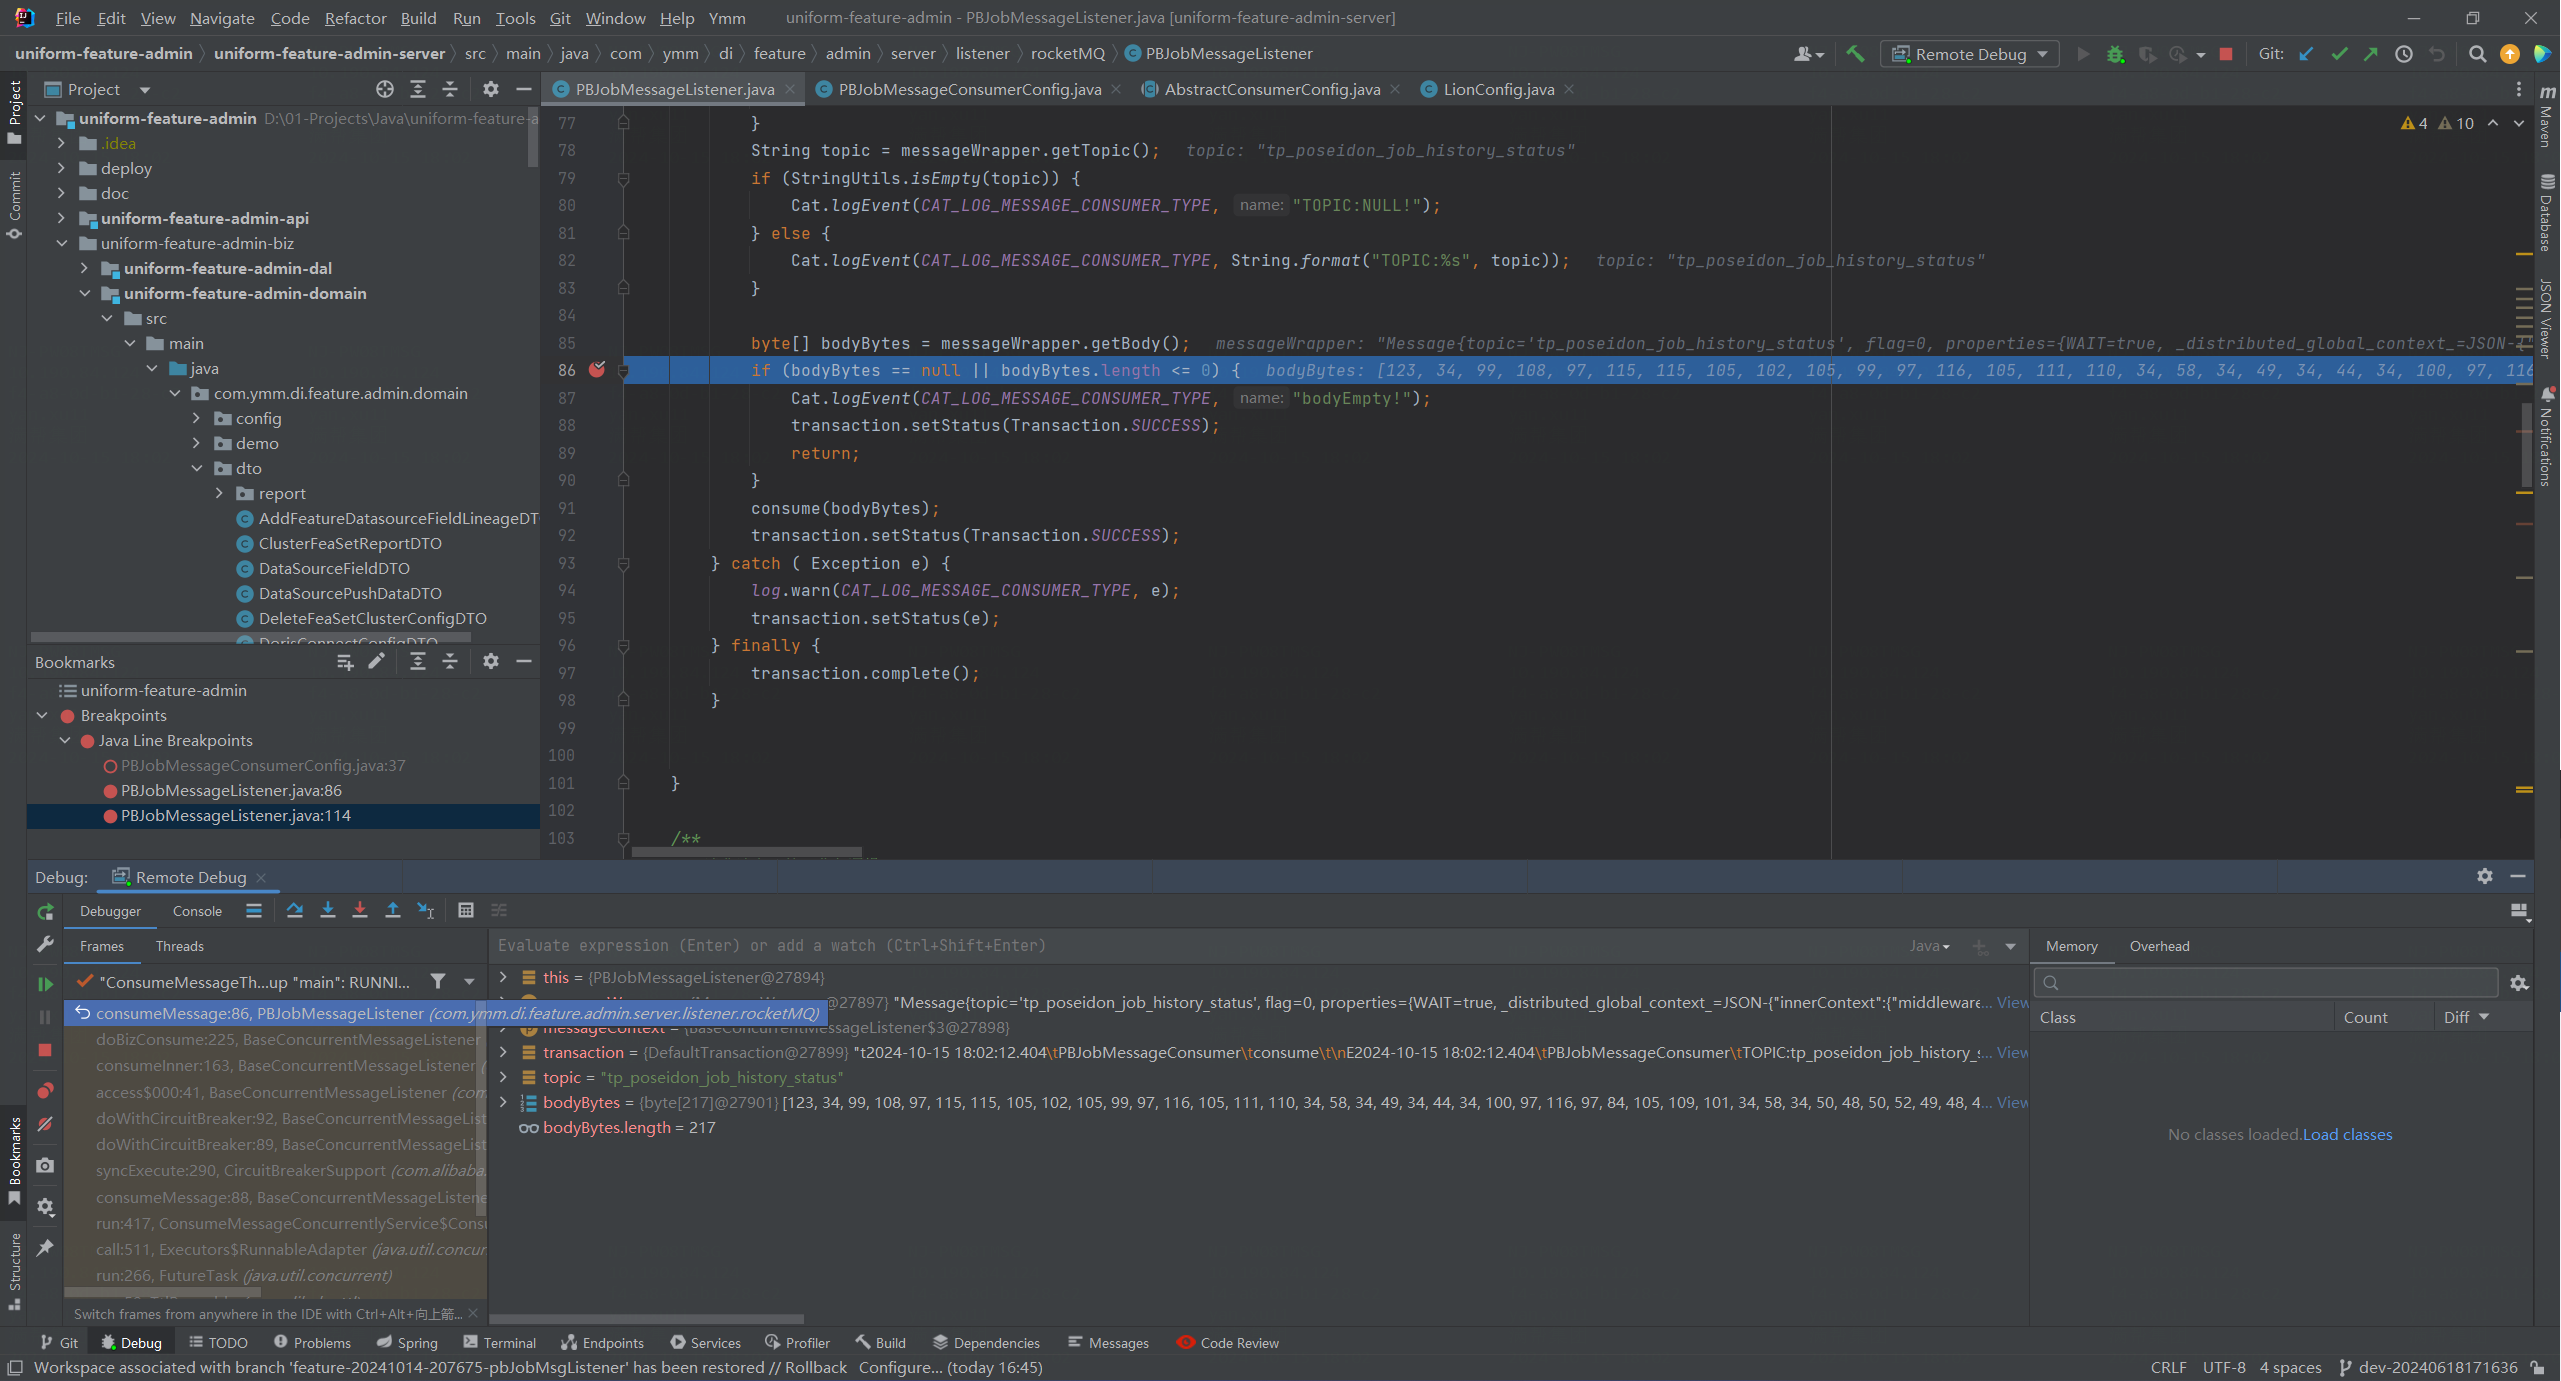 File Edit View Navigate Code Refactor Build Run Tools Git Window Help Ymm uniform-feature-admin - PBJobMessageListener.java [uniform-feature-admin-server]
uniform-feature-admin uniform-feature-admin-server src main java com ymm di feature admin server listener rocketMQ PBJobMessageListener Remote Debug Git:
Project
PBJobMessageListener.java PBJobMessageConsumerConfig.java AbstractConsumerConfig.java LionConfig.java
Project
Commit
uniform-feature-admin D:\01-Projects\Java\uniform-feature-a
.idea
deploy
doc
uniform-feature-admin-api
uniform-feature-admin-biz
uniform-feature-admin-dal
uniform-feature-admin-domain
src
main
java
com.ymm.di.feature.admin.domain
config
demo
dto
report
AddFeatureDatasourceFieldLineageDT
ClusterFeaSetReportDTO
DataSourceFieldDTO
DataSourcePushDataDTO
DeleteFeaSetClusterConfigDTO
DorisConnectConfigDTO
Bookmarks
uniform-feature-admin
Breakpoints
Java Line Breakpoints
PBJobMessageConsumerConfig.java:37
PBJobMessageListener.java:86
PBJobMessageListener.java:114
4 10
77 }
78 String topic = messageWrapper.getTopic(); topic: "tp_poseidon_job_history_status"
79 if (StringUtils.isEmpty(topic)) {
80 Cat.logEvent(CAT_LOG_MESSAGE_CONSUMER_TYPE, name: "TOPIC:NULL!");
81 } else {
82 Cat.logEvent(CAT_LOG_MESSAGE_CONSUMER_TYPE, String.format("TOPIC:%s", topic)); topic: "tp_poseidon_job_history_status"
83 }
84
85 byte[] bodyBytes = messageWrapper.getBody(); messageWrapper: "Message{topic='tp_poseidon_job_history_status', flag=0, properties={WAIT=true, _distributed_global_context_=JSON-{"
86 if (bodyBytes == null || bodyBytes.length <= 0) { bodyBytes: [123, 34, 99, 108, 97, 115, 115, 105, 102, 105, 99, 97, 116, 105, 111, 110, 34, 58, 34, 49, 34, 44, 34, 100, 97, 116
87 Cat.logEvent(CAT_LOG_MESSAGE_CONSUMER_TYPE, name: "bodyEmpty!");
88 transaction.setStatus(Transaction.SUCCESS);
89 return;
90 }
91 consume(bodyBytes);
92 transaction.setStatus(Transaction.SUCCESS);
93 } catch ( Exception e) {
94 log.warn(CAT_LOG_MESSAGE_CONSUMER_TYPE, e);
95 transaction.setStatus(e);
96 } finally {
97 transaction.complete();
98 }
99
100
101 }
102
103 /**
Maven
Database
JSON Viewer
Notifications
Debug: Remote Debug
Debugger Console
Frames Threads
"ConsumeMessageTh...up "main": RUNNI...
consumeMessage:86, PBJobMessageListener (com.ymm.di.feature.admin.server.listener.rocketMQ)
doBizConsume:225, BaseConcurrentMessageListener
consumeInner:163, BaseConcurrentMessageListener (
access$000:41, BaseConcurrentMessageListener (com
doWithCircuitBreaker:92, BaseConcurrentMessageList
doWithCircuitBreaker:89, BaseConcurrentMessageList
syncExecute:290, CircuitBreakerSupport (com.alibaba.
consumeMessage:88, BaseConcurrentMessageListene
run:417, ConsumeMessageConcurrentlyService$Consu
call:511, Executors$RunnableAdapter (java.util.concur
run:266, FutureTask (java.util.concurrent)
Switch frames from anywhere in the IDE with Ctrl+Alt+向上箭...
Evaluate expression (Enter) or add a watch (Ctrl+Shift+Enter) Java
this = {PBJobMessageListener@27894}
@27897} "Message{topic='tp_poseidon_job_history_status', flag=0, properties={WAIT=true, _distributed_global_context_=JSON-{"innerContext":{"middleware... View
messageContext = {BaseConcurrentMessageListener$3@27898}
transaction = {DefaultTransaction@27899} "t2024-10-15 18:02:12.404\tPBJobMessageConsumer\tconsume\t\nE2024-10-15 18:02:12.404\tPBJobMessageConsumer\tTOPIC:tp_poseidon_job_history_s... View
topic = "tp_poseidon_job_history_status"
bodyBytes = {byte[217]@27901} [123, 34, 99, 108, 97, 115, 115, 105, 102, 105, 99, 97, 116, 105, 111, 110, 34, 58, 34, 49, 34, 44, 34, 100, 97, 116, 97, 84, 105, 109, 101, 34, 58, 34, 50, 48, 50, 52, 49, 48, 4... View
bodyBytes.length = 217
Memory Overhead
Class Count Diff
No classes loaded. Load classes
Bookmarks
Structure
Git Debug TODO Problems Spring Terminal Endpoints Services Profiler Build Dependencies Messages Code Review
Workspace associated with branch 'feature-20241014-207675-pbJobMsgListener' has been restored // Rollback Configure... (today 16:45) CRLF UTF-8 4 spaces dev-20240618171636